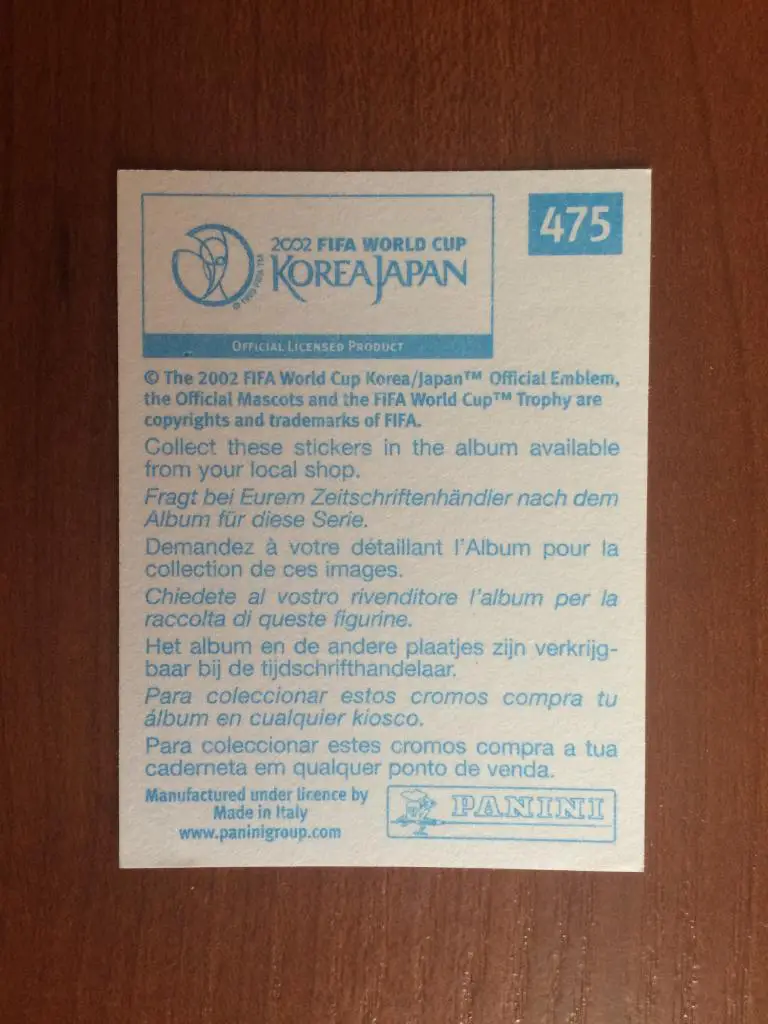 475
2002 FIFA WORLD CUP
KOREA JAPAN
© 1999 FIFA TM
OFFICIAL LICENSED PRODUCT
© The 2002 FIFA World Cup Korea/Japan™ Official Emblem,
the Official Mascots and the FIFA World Cup™ Trophy are
copyrights and trademarks of FIFA.
Collect these stickers in the album available
from your local shop.
Fragt bei Eurem Zeitschriftenhändler nach dem
Album für diese Serie.
Demandez à votre détaillant l'Album pour la
collection de ces images.
Chiedete al vostro rivenditore l'album per la
raccolta di queste figurine.
Het album en de andere plaatjes zijn verkrijg-
baar bij de tijdschrifthandelaar.
Para coleccionar estos cromos compra tu
álbum en cualquier kiosco.
Para coleccionar estes cromos compra a tua
caderneta em qualquer ponto de venda.
Manufactured under licence by
Made in Italy
www.paninigroup.com
PANINI